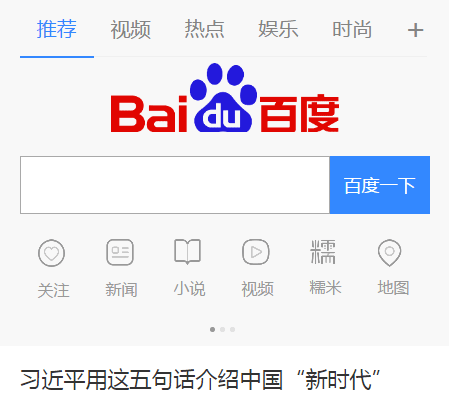 推荐 视频 热点 娱乐 时尚 +
Bai du 百度
百度一下
糯
关注 新闻 小说 视频 糯米 地图
习近平用这五句话介绍中国“新时代”